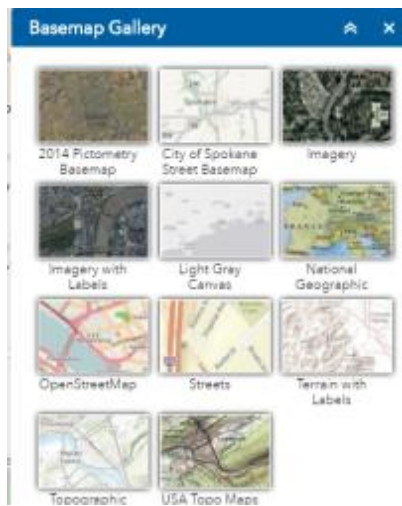 Basemap Gallery
2014 Pictometry
Basemap
City of Spokane
Street Basemap
Imagery
Imagery with
Labels
Light Gray
Canvas
National
Geographic
OpenStreetMap
Streets
Terrain with
Labels
Topographic
USA Topo Maps